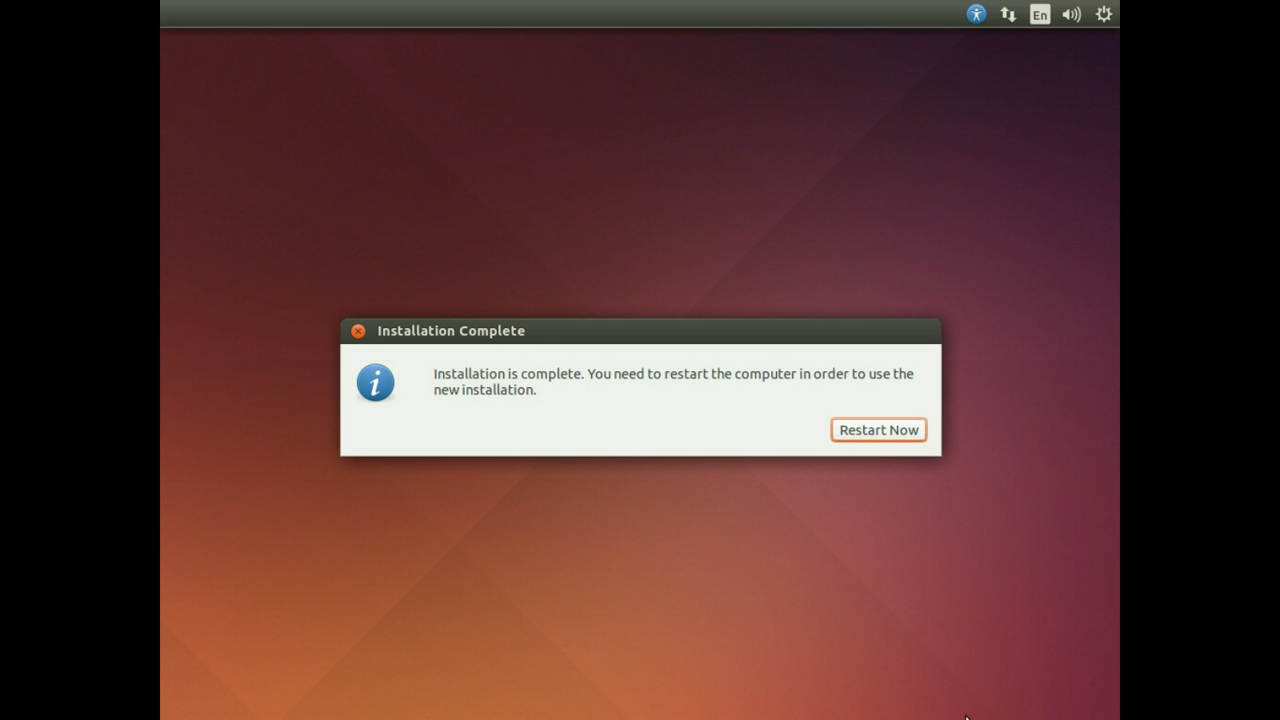 En
Installation Complete
Installation is complete. You need to restart the computer in order to use the
new installation.
Restart Now